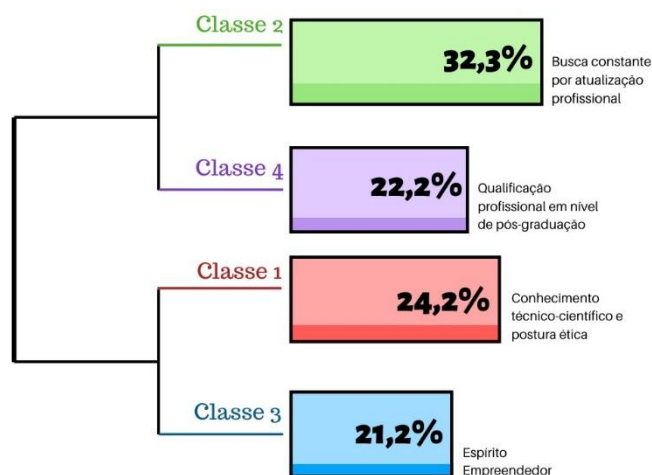 Classe 2
32,3%
Busca constante
por atualização
profissional
Classe 4
22,2%
Qualificação
profissional em nível
de pós-graduação
Classe 1
24,2%
Conhecimento
técnico-científico e
postura ética
Classe 3
21,2%
Espírito
Empreendedor